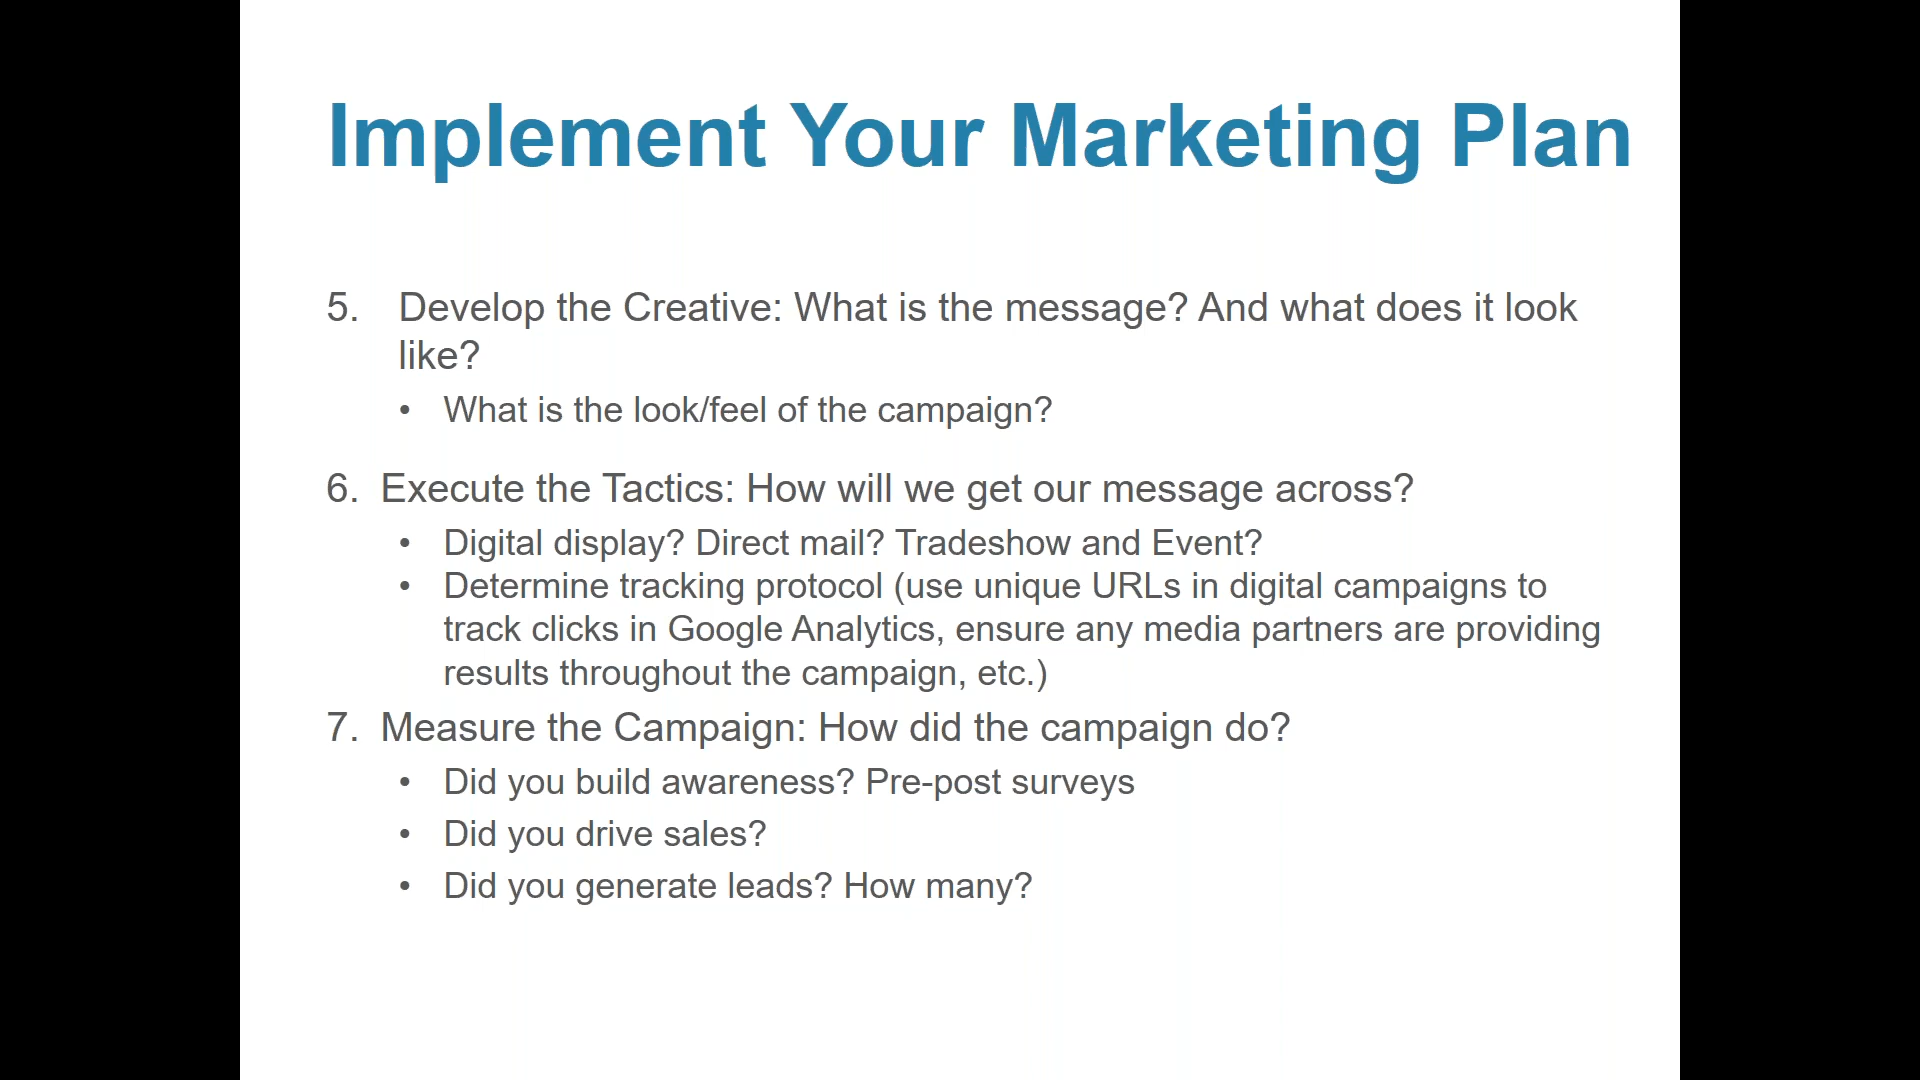 Implement Your Marketing Plan
5. Develop the Creative: What is the message? And what does it look
like?
• What is the look/feel of the campaign?
6. Execute the Tactics: How will we get our message across?
• Digital display? Direct mail? Tradeshow and Event?
• Determine tracking protocol (use unique URLs in digital campaigns to
track clicks in Google Analytics, ensure any media partners are providing
results throughout the campaign, etc.)
7. Measure the Campaign: How did the campaign do?
• Did you build awareness? Pre-post surveys
• Did you drive sales?
• Did you generate leads? How many?